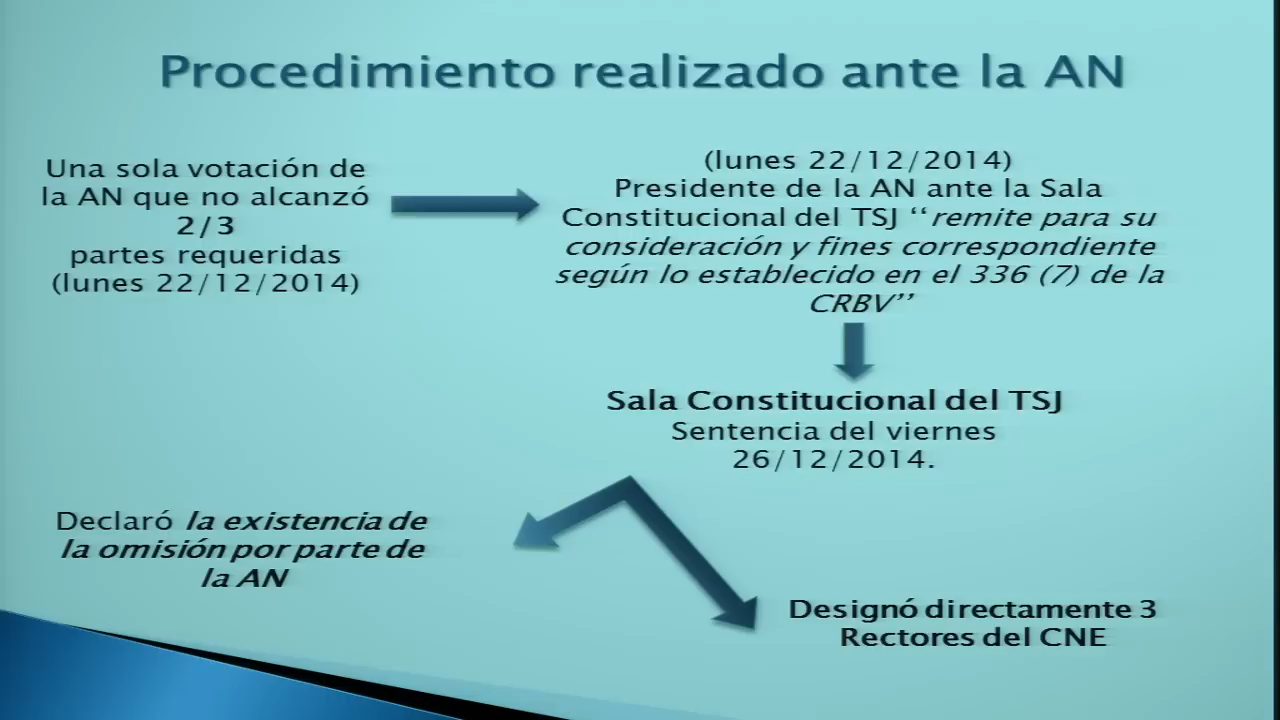 Procedimiento realizado ante la AN
Una sola votación de
la AN que no alcanzó
2/3
partes requeridas
(lunes 22/12/2014)
(lunes 22/12/2014)
Presidente de la AN ante la Sala
Constitucional del TSJ ‘‘remite para su
consideración y fines correspondiente
según lo establecido en el 336 (7) de la
CRBV’’
Sala Constitucional del TSJ
Sentencia del viernes
26/12/2014.
Declaró la existencia de
la omisión por parte de
la AN
Designó directamente 3
Rectores del CNE